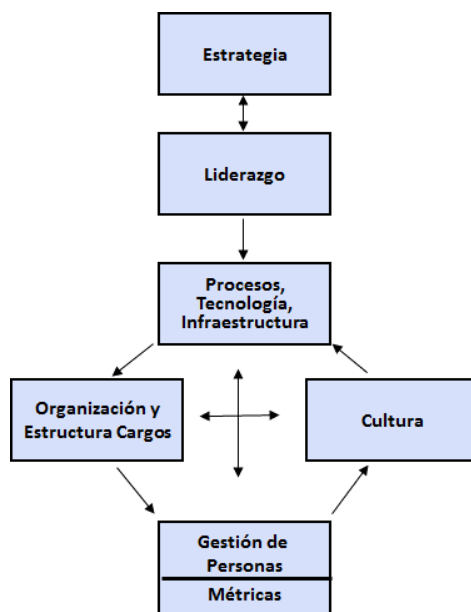 Estrategia
Liderazgo
Procesos,
Tecnología,
Infraestructura
Organización y
Estructura Cargos
Cultura
Gestión de
Personas
Métricas